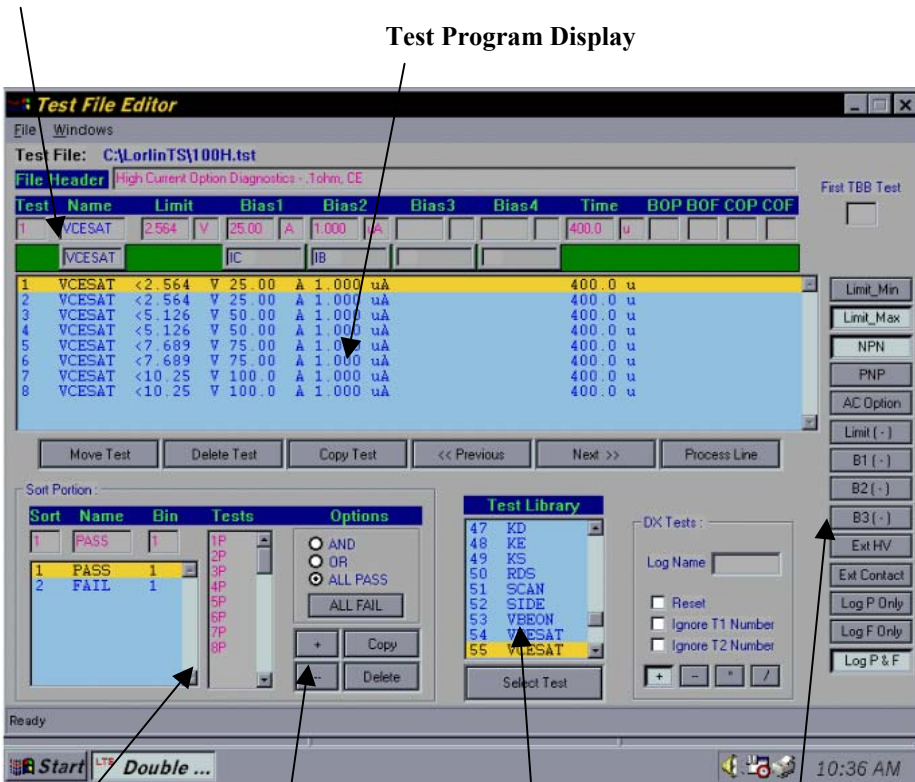 Test Program Display
Test File Editor
File Windows
Test File: C:\LorlinTS\100H.tst
File Header High Current Option Diagnostics - .1ohm, CE
First TBB Test
Test Name Limit Bias1 Bias2 Bias3 Bias4 Time BOP BOF COP COF
1 VCESAT 2.564 V 25.00 A 1.000 uA 400.0 u
VCESAT IC IB
1 VCESAT <2.564 V 25.00 A 1.000 uA 400.0 u
2 VCESAT <2.564 V 25.00 A 1.000 uA 400.0 u
3 VCESAT <5.126 V 50.00 A 1.000 uA 400.0 u
4 VCESAT <5.126 V 50.00 A 1.000 uA 400.0 u
5 VCESAT <7.689 V 75.00 A 1.000 uA 400.0 u
6 VCESAT <7.689 V 75.00 A 1.000 uA 400.0 u
7 VCESAT <10.25 V 100.0 A 1.000 uA 400.0 u
8 VCESAT <10.25 V 100.0 A 1.000 uA 400.0 u
Limit_Min
Limit_Max
NPN
PNP
AC Option
Limit ( - )
B1 ( - )
B2 ( - )
B3 ( - )
Ext HV
Ext Contact
Log P Only
Log F Only
Log P & F
Move Test Delete Test Copy Test << Previous Next >> Process Line
Sort Portion :
Sort Name Bin Tests Options
1 PASS 1
1 PASS 1
2 FAIL 1
1P
2P
3P
4P
5P
6P
7P
8P
AND
OR
ALL PASS
ALL FAIL
+ Copy
-- Delete
Test Library
47 KD
48 KE
49 KS
50 RDS
51 SCAN
52 SIDE
53 VBEON
54 VBESAT
55 VCESAT
Select Test
DX Tests :
Log Name
Reset
Ignore T1 Number
Ignore T2 Number
+ - * /
Ready
Start LTS Double ... 10:36 AM